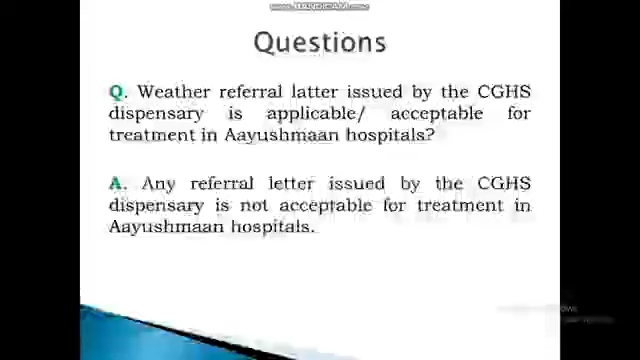 Questions
Q. Weather referral latter issued by the CGHS
dispensary is applicable/ acceptable for
treatment in Aayushmaan hospitals?
A. Any referral letter issued by the CGHS
dispensary is not acceptable for treatment in
Aayushmaan hospitals.